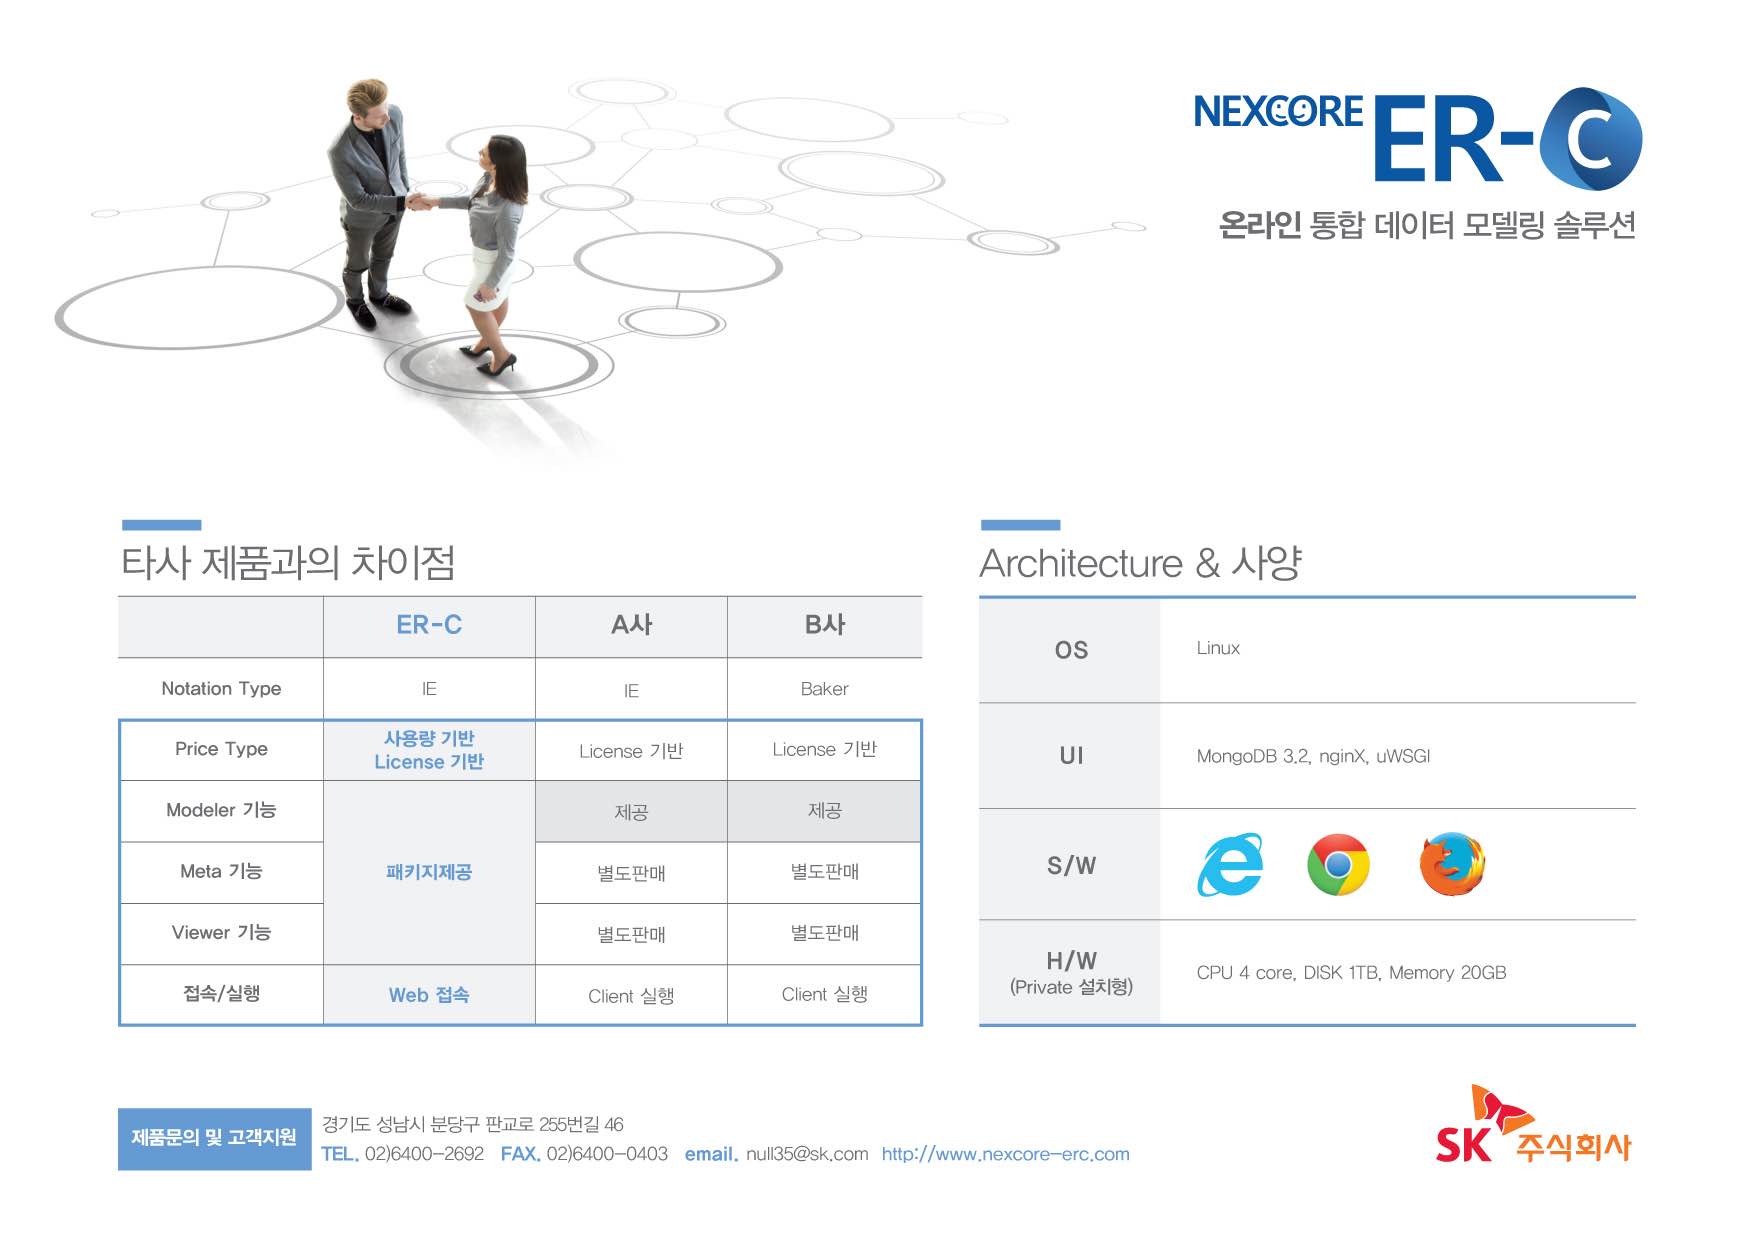 NEXCORE ER-C
온라인 통합 데이터 모델링 솔루션
타사 제품과의 차이점
ER-C A사 B사
Notation Type IE IE Baker
Price Type 사용량 기반 License 기반 License 기반 License 기반
Modeler 기능 패키지제공 제공 제공
Meta 기능 별도판매 별도판매
Viewer 기능 별도판매 별도판매
접속/실행 Web 접속 Client 실행 Client 실행
Architecture & 사양
OS Linux
UI MongoDB 3.2, nginX, uWSGI
S/W
H/W
(Private 설치형)
CPU 4 core, DISK 1TB, Memory 20GB
제품문의 및 고객지원
경기도 성남시 분당구 판교로 255번길 46
TEL. 02)6400-2692 FAX. 02)6400-0403 email. null35@sk.com http://www.nexcore-erc.com
SK 주식회사